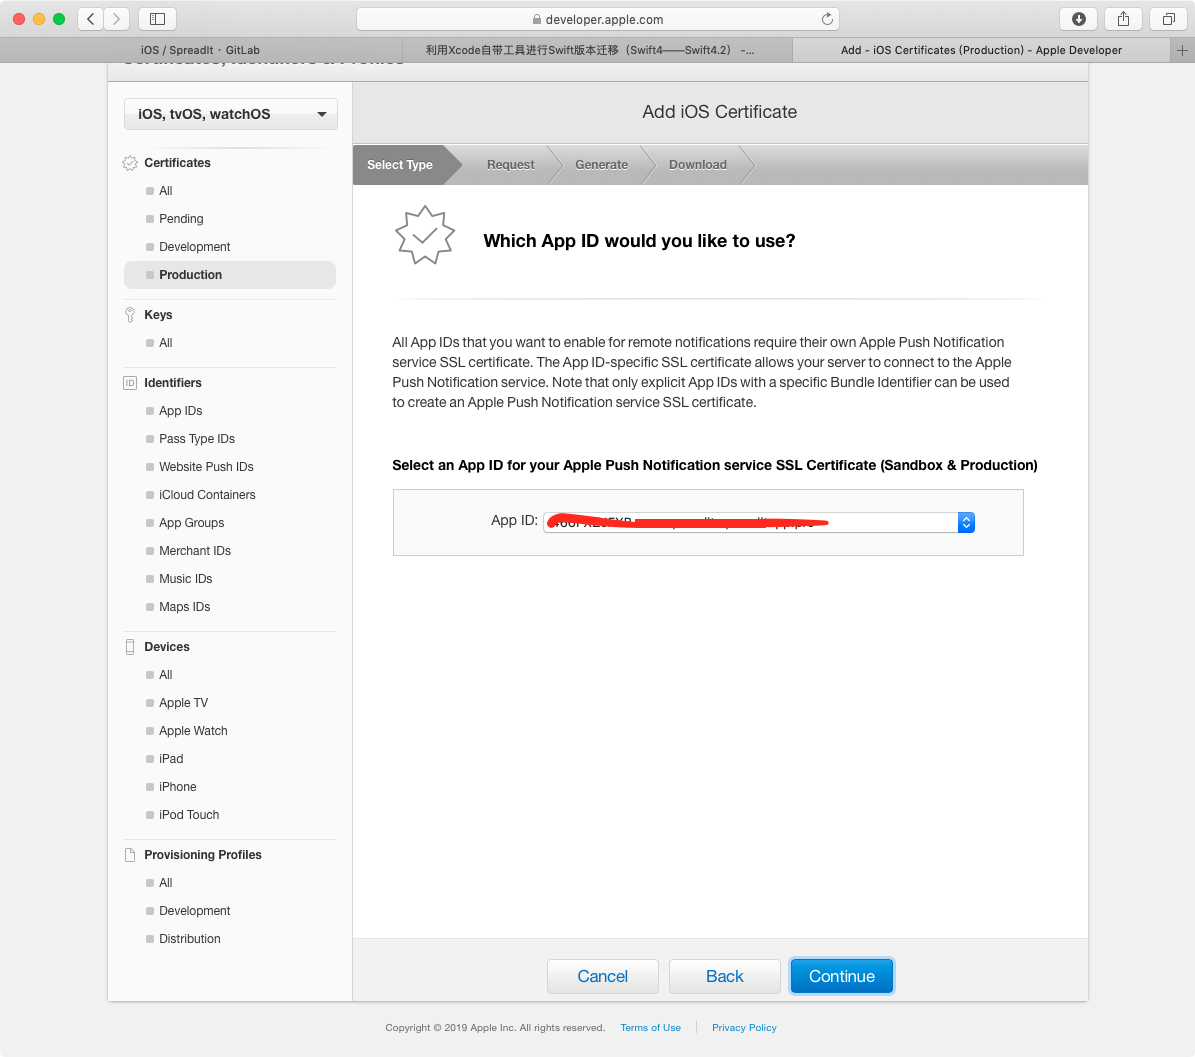 developer.apple.com
iOS / SpreadIt · GitLab
利用Xcode自带工具进行Swift版本迁移（Swift4——Swift4.2） -...
Add - iOS Certificates (Production) - Apple Developer
iOS, tvOS, watchOS
Certificates
All
Pending
Development
Production
Keys
All
Identifiers
App IDs
Pass Type IDs
Website Push IDs
iCloud Containers
App Groups
Merchant IDs
Music IDs
Maps IDs
Devices
All
Apple TV
Apple Watch
iPad
iPhone
iPod Touch
Provisioning Profiles
All
Development
Distribution
Add iOS Certificate
Select Type
Request
Generate
Download
Which App ID would you like to use?
All App IDs that you want to enable for remote notifications require their own Apple Push Notification
service SSL certificate. The App ID-specific SSL certificate allows your server to connect to the Apple
Push Notification service. Note that only explicit App IDs with a specific Bundle Identifier can be used
to create an Apple Push Notification service SSL certificate.
Select an App ID for your Apple Push Notification service SSL Certificate (Sandbox & Production)
App ID:
Cancel
Back
Continue
Copyright © 2019 Apple Inc. All rights reserved. Terms of Use Privacy Policy